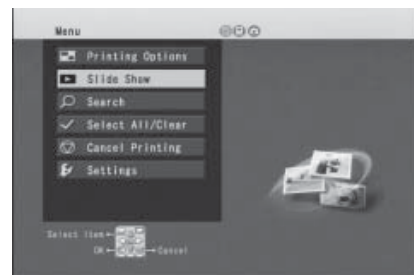 Menu
Printing Options
Slide Show
Search
Select All/Clear
Cancel Printing
Settings
Select Item
OK
Cancel